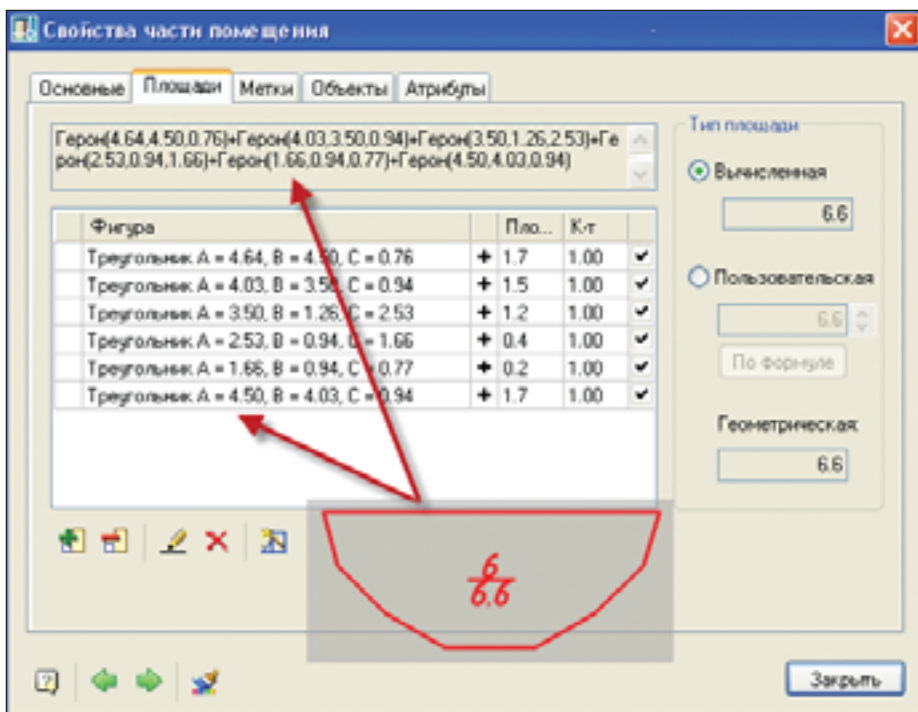 Свойства части помещения
Основные Площади Метки Объекты Атрибуты
Герон(4.64,4.50,0.76)+Герон(4.03,3.50,0.94)+Герон(3.50,1.26,2.53)+Ге
рон(2.53,0.94,1.66)+Герон(1.66,0.94,0.77)+Герон(4.50,4.03,0.94)
Фигура Пло... К-т
Треугольник A = 4.64, B = 4.50, C = 0.76 + 1.7 1.00
Треугольник A = 4.03, B = 3.50, C = 0.94 + 1.5 1.00
Треугольник A = 3.50, B = 1.26, C = 2.53 + 1.2 1.00
Треугольник A = 2.53, B = 0.94, C = 1.66 + 0.4 1.00
Треугольник A = 1.66, B = 0.94, C = 0.77 + 0.2 1.00
Треугольник A = 4.50, B = 4.03, C = 0.94 + 1.7 1.00
Тип площади
Вычисленная
6.6
Пользовательская
6.6
По формуле
Геометрическая:
6.6
6
6.6
Закрыть